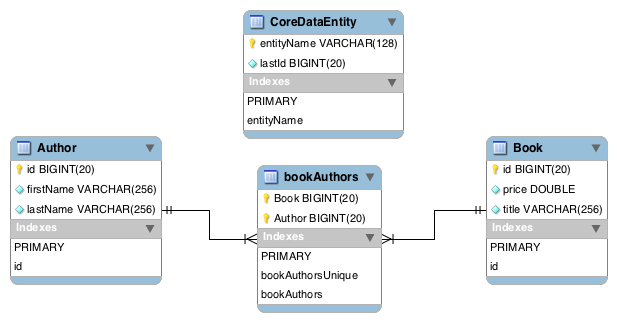 CoreDataEntity
entityName VARCHAR(128)
lastId BIGINT(20)
Indexes
PRIMARY
entityName
Author
id BIGINT(20)
firstName VARCHAR(256)
lastName VARCHAR(256)
Indexes
PRIMARY
id
bookAuthors
Book BIGINT(20)
Author BIGINT(20)
Indexes
PRIMARY
bookAuthorsUnique
bookAuthors
Book
id BIGINT(20)
price DOUBLE
title VARCHAR(256)
Indexes
PRIMARY
id